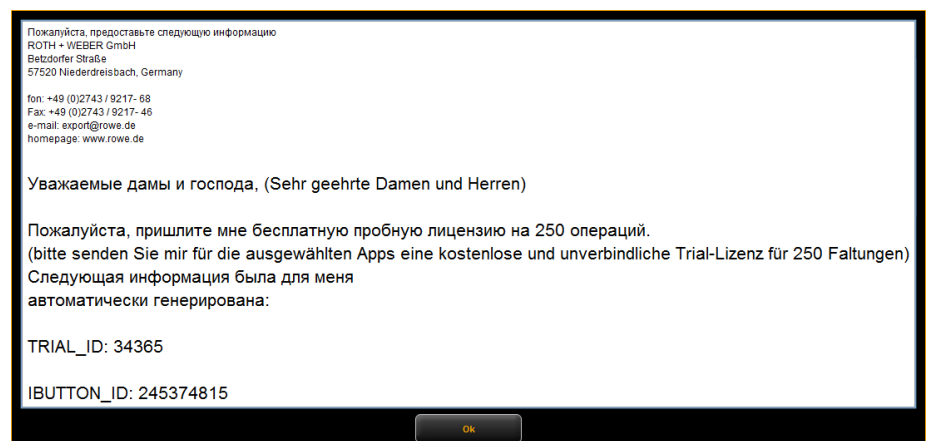 Пожалуйста, предоставьте следующую информацию
ROTH + WEBER GmbH
Betzdorfer Straße
57520 Niederdreisbach, Germany
fon: +49 (0)2743 / 9217- 68
Fax: +49 (0)2743 / 9217- 46
e-mail: export@rowe.de
homepage: www.rowe.de
Уважаемые дамы и господа, (Sehr geehrte Damen und Herren)
Пожалуйста, пришлите мне бесплатную пробную лицензию на 250 операций.
(bitte senden Sie mir für die ausgewählten Apps eine kostenlose und unverbindliche Trial-Lizenz für 250 Faltungen)
Следующая информация была для меня
автоматически генерирована:
TRIAL_ID: 34365
IBUTTON_ID: 245374815
Ok